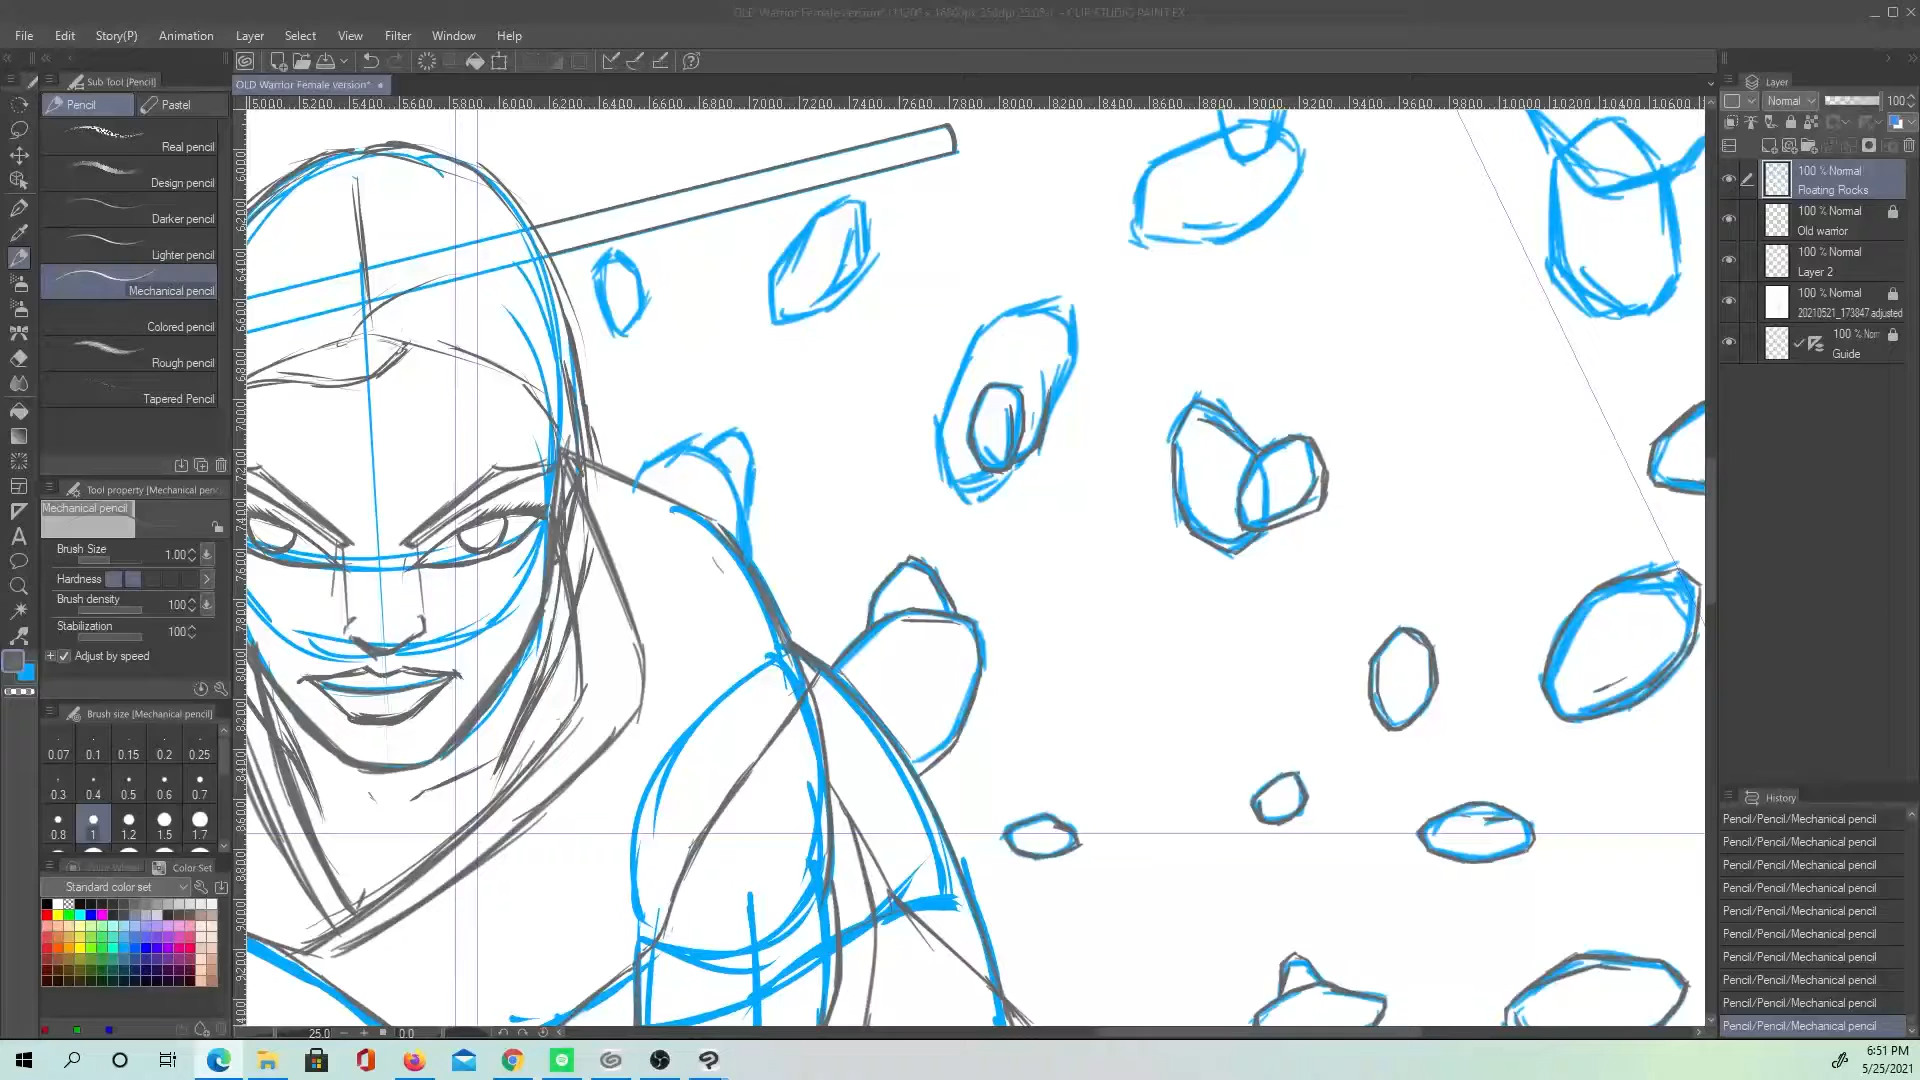 File Edit Story(P) Animation Layer Select View Filter Window Help
Sub Tool [Pencil]
OLD Warrior Female version*
Pencil Pastel
Real pencil
Design pencil
Darker pencil
Lighter pencil
Mechanical pencil
Colored pencil
Rough pencil
Tapered Pencil
Tool property [Mechanical penc
Mechanical pencil
Brush Size 1.00
Hardness
Brush density 100
Stabilization 100
Adjust by speed
Brush size [Mechanical pencil]
0.07 0.1 0.15 0.2 0.25
0.3 0.4 0.5 0.6 0.7
0.8 1 1.2 1.5 1.7
Color Set
Standard color set
25.0 0.0
Layer
Normal 100
100 % Normal
Floating Rocks
100 % Normal
Old warrior
100 % Normal
Layer 2
100 % Normal
20210521_173847 adjusted
100 % Nor
Guide
History
Pencil/Pencil/Mechanical pencil
Pencil/Pencil/Mechanical pencil
Pencil/Pencil/Mechanical pencil
Pencil/Pencil/Mechanical pencil
Pencil/Pencil/Mechanical pencil
Pencil/Pencil/Mechanical pencil
Pencil/Pencil/Mechanical pencil
Pencil/Pencil/Mechanical pencil
Pencil/Pencil/Mechanical pencil
Pencil/Pencil/Mechanical pencil
6:51 PM
5/25/2021